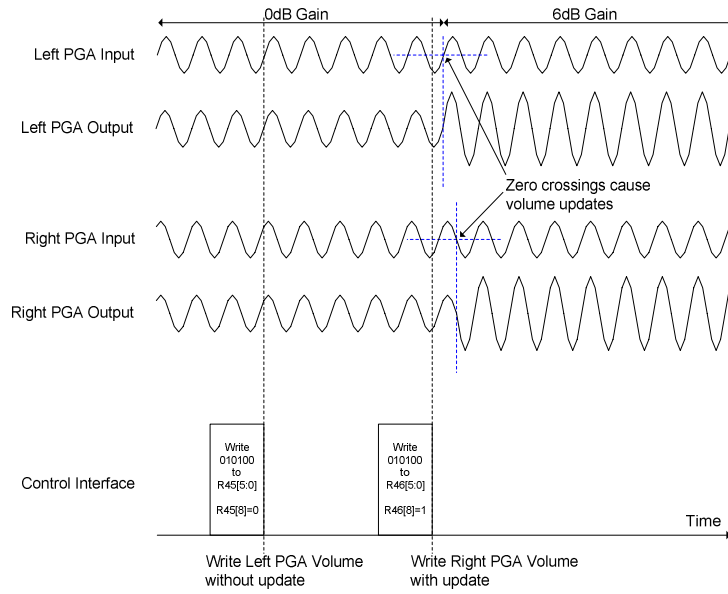 0dB Gain
6dB Gain
Left PGA Input
Left PGA Output
Zero crossings cause
volume updates
Right PGA Input
Right PGA Output
Control Interface
Write
010100
to
R45[5:0]
R45[8]=0
Write
010100
to
R46[5:0]
R46[8]=1
Time
Write Left PGA Volume
without update
Write Right PGA Volume
with update